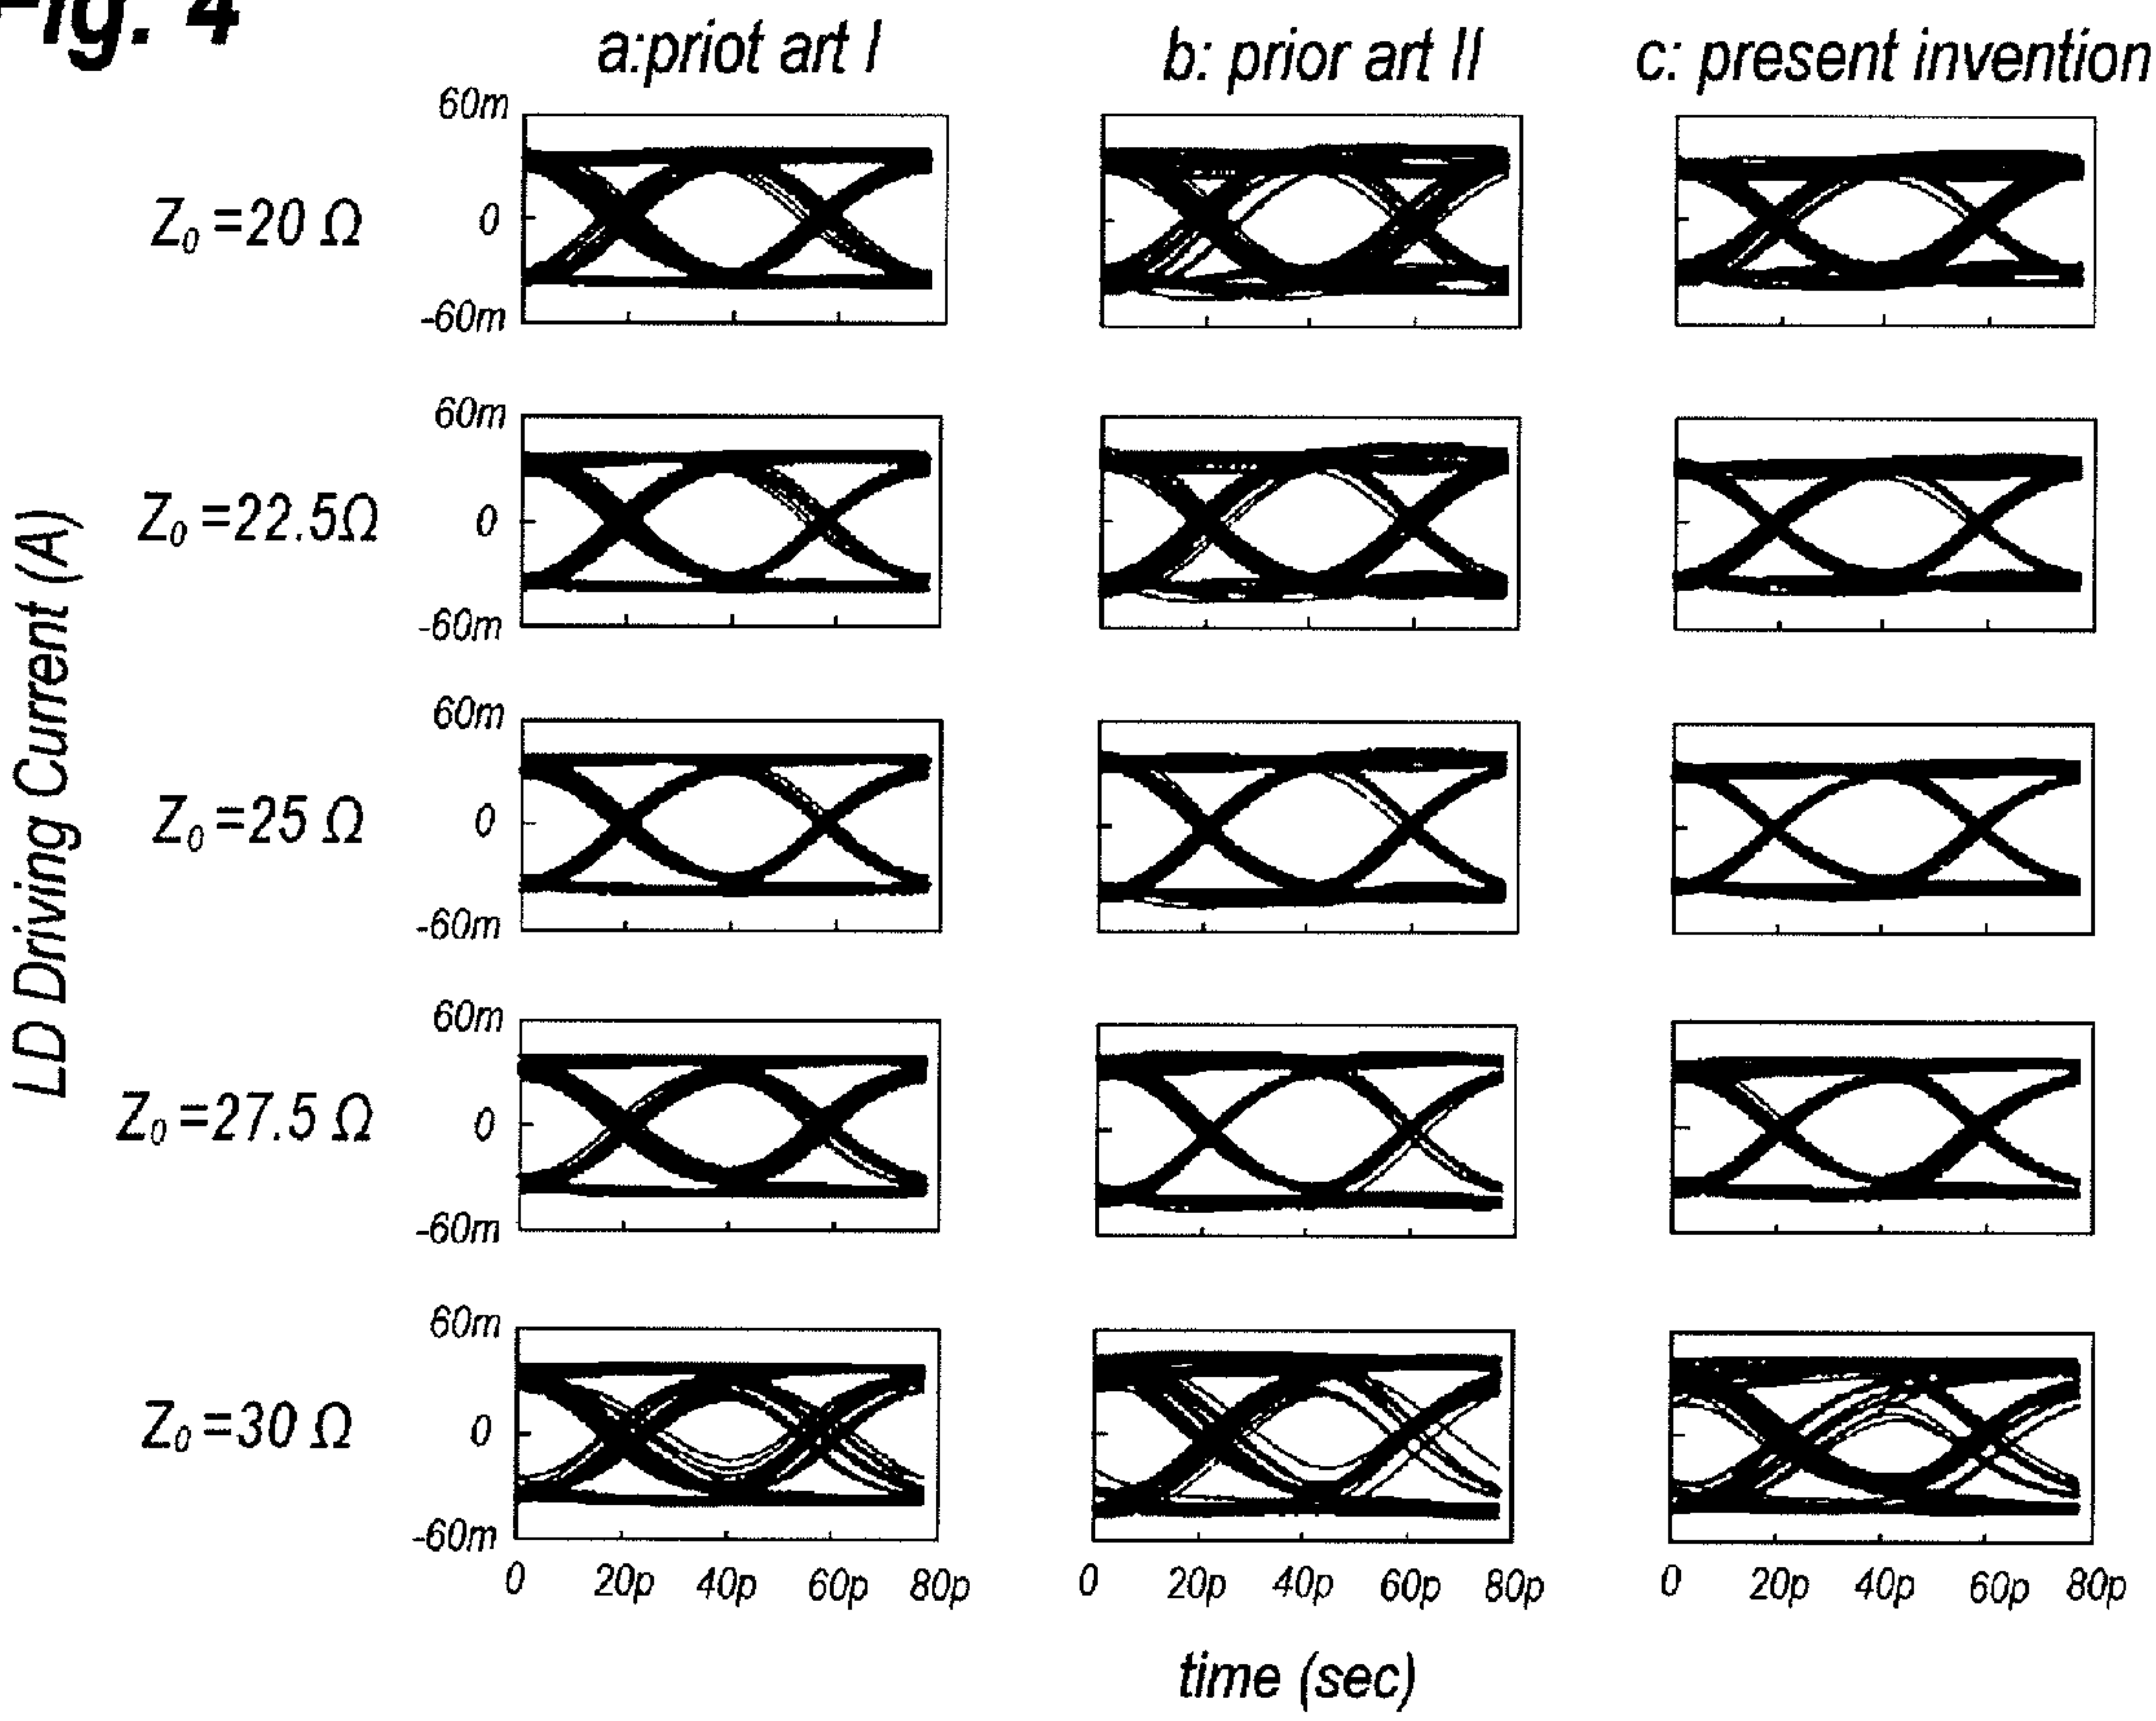 Fig. 4
a:priot art I
b: prior art II
c: present invention
LD Driving Current (A)
Z0 =20 Ω
60m
0
-60m
Z0 =22.5Ω
60m
0
-60m
Z0 =25 Ω
60m
0
-60m
Z0 =27.5 Ω
60m
0
-60m
Z0 =30 Ω
60m
0
-60m
0 20p 40p 60p 80p
0 20p 40p 60p 80p
0 20p 40p 60p 80p
time (sec)